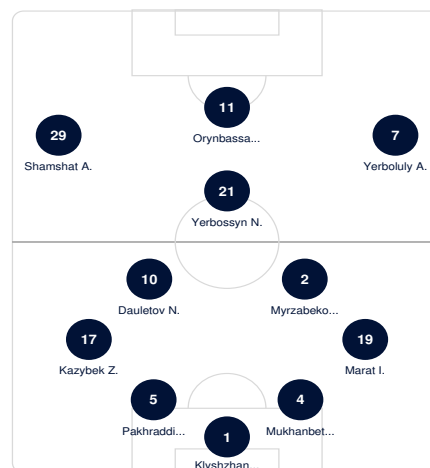 11
Orynbassa...
29
Shamshat A.
7
Yerboluly A.
21
Yerbossyn N.
10
Dauletov N.
2
Myrzabeko...
17
Kazybek Z.
19
Marat I.
5
Pakhraddi...
4
Mukhanbet...
1
Klyshzhan...